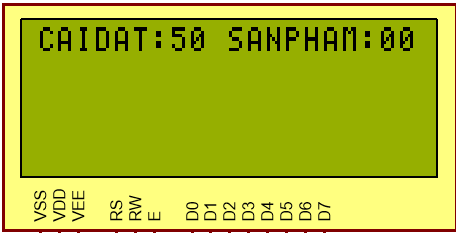 CAIDAT:50 SANPHAM:00
VSS
VDD
VEE
RS
RW
E
D0
D1
D2
D3
D4
D5
D6
D7